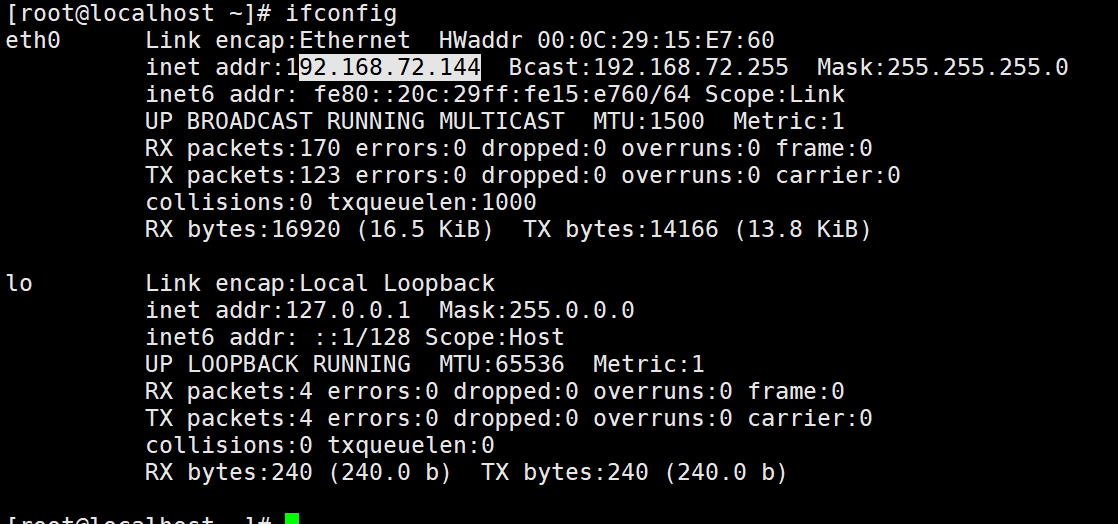 [root@localhost ~]# ifconfig
eth0      Link encap:Ethernet  HWaddr 00:0C:29:15:E7:60
          inet addr:192.168.72.144  Bcast:192.168.72.255  Mask:255.255.255.0
          inet6 addr: fe80::20c:29ff:fe15:e760/64 Scope:Link
          UP BROADCAST RUNNING MULTICAST  MTU:1500  Metric:1
          RX packets:170 errors:0 dropped:0 overruns:0 frame:0
          TX packets:123 errors:0 dropped:0 overruns:0 carrier:0
          collisions:0 txqueuelen:1000
          RX bytes:16920 (16.5 KiB)  TX bytes:14166 (13.8 KiB)

lo        Link encap:Local Loopback
          inet addr:127.0.0.1  Mask:255.0.0.0
          inet6 addr: ::1/128 Scope:Host
          UP LOOPBACK RUNNING  MTU:65536  Metric:1
          RX packets:4 errors:0 dropped:0 overruns:0 frame:0
          TX packets:4 errors:0 dropped:0 overruns:0 carrier:0
          collisions:0 txqueuelen:0
          RX bytes:240 (240.0 b)  TX bytes:240 (240.0 b)

[root@localhost ~]#